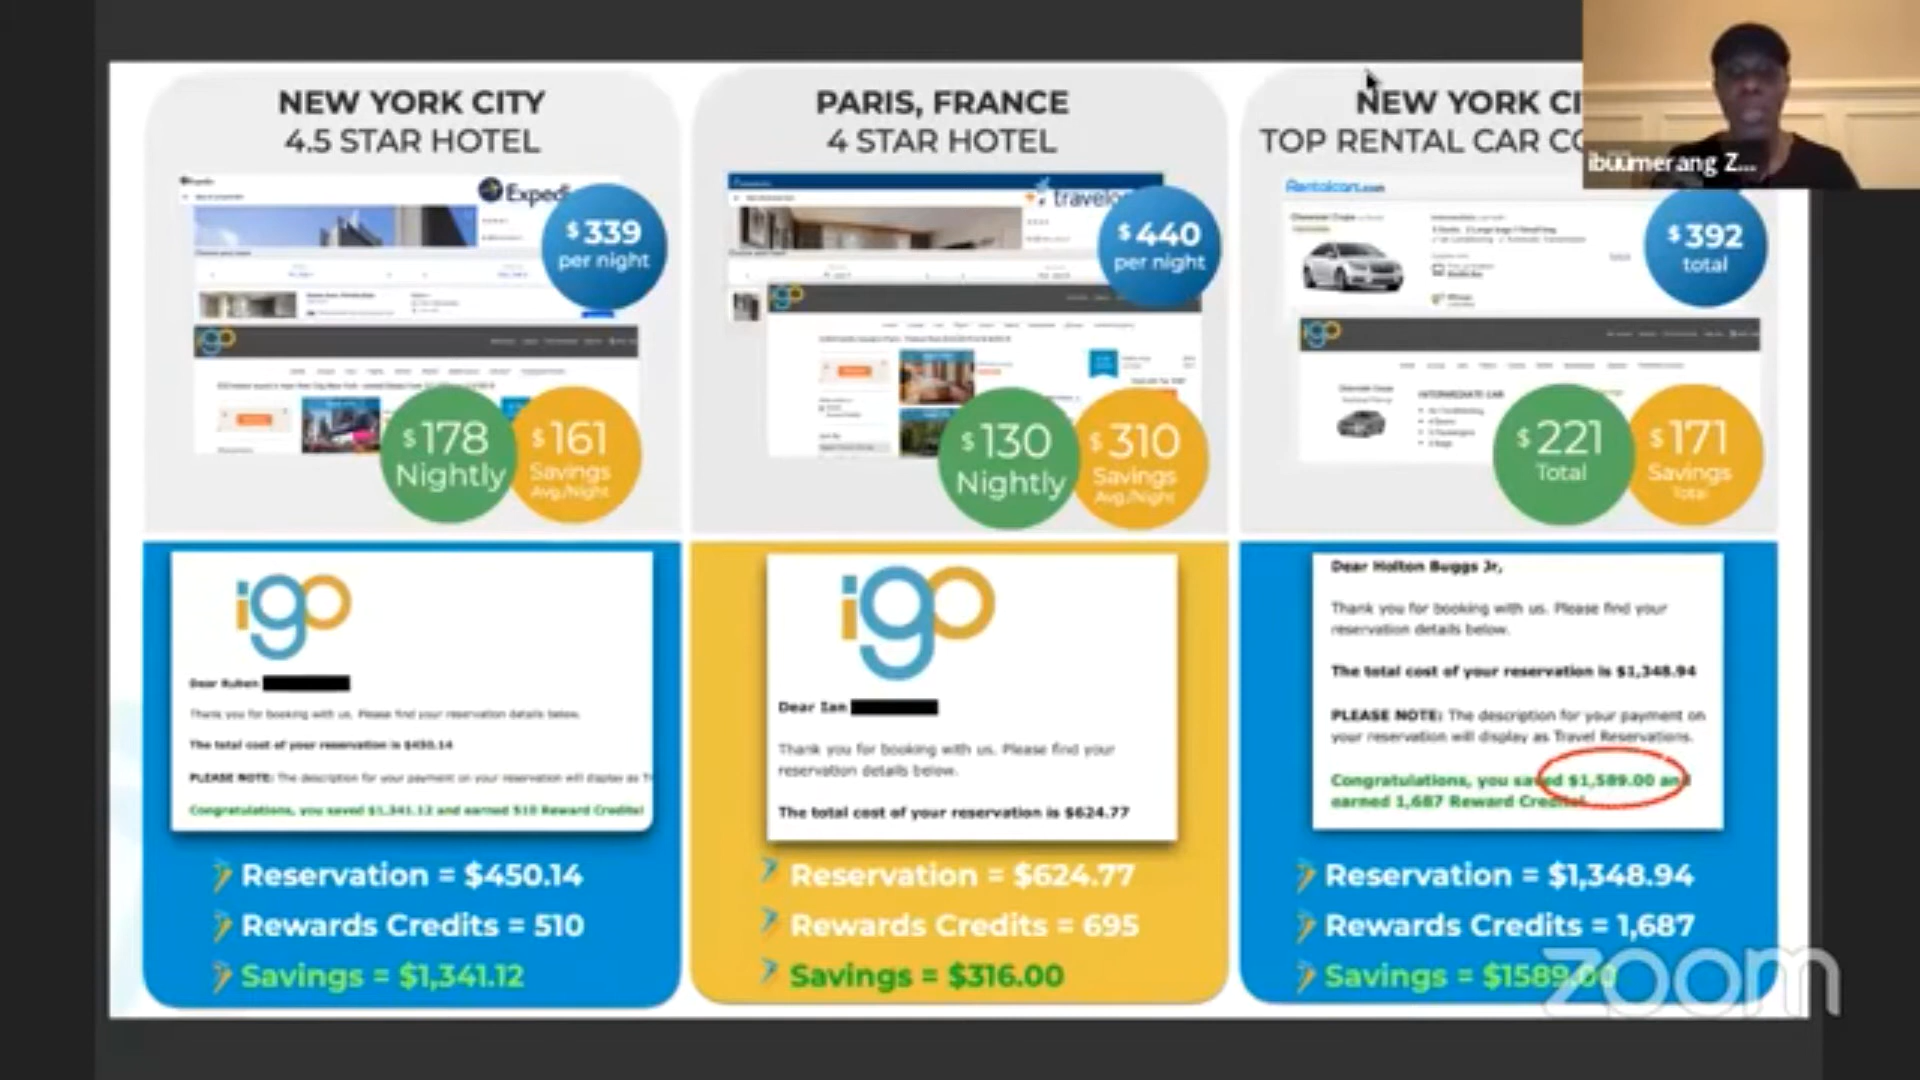 NEW YORK CITY
4.5 STAR HOTEL
Expedi
$339
per night
igo
$178
Nightly
$161
Savings
Avg./Night
PARIS, FRANCE
4 STAR HOTEL
traveloc
$440
per night
igo
$130
Nightly
$310
Savings
Avg./Night
NEW YORK CI
TOP RENTAL CAR CO
Rentalcars.com
$392
total
igo
INTERMEDIATE CAR
$221
Total
$171
Savings
Total
ibuumerang Z...
igo
Dear Ruben
Thank you for booking with us. Please find your reservation details below.
The total cost of your reservation is $450.14
PLEASE NOTE: The description for your payment on your reservation will display as T
Congratulations, you saved $1,341.12 and earned 510 Reward Credits!
Reservation = $450.14
Rewards Credits = 510
Savings = $1,341.12
igo
Dear Ian
Thank you for booking with us. Please find your
reservation details below.
The total cost of your reservation is $624.77
Reservation = $624.77
Rewards Credits = 695
Savings = $316.00
Dear Holton Buggs Jr,
Thank you for booking with us. Please find your
reservation details below.
The total cost of your reservation is $1,348.94
PLEASE NOTE: The description for your payment on
your reservation will display as Travel Reservations.
Congratulations, you saved $1,589.00 and
earned 1,687 Reward Credits!
Reservation = $1,348.94
Rewards Credits = 1,687
Savings = $1589.00
zoom